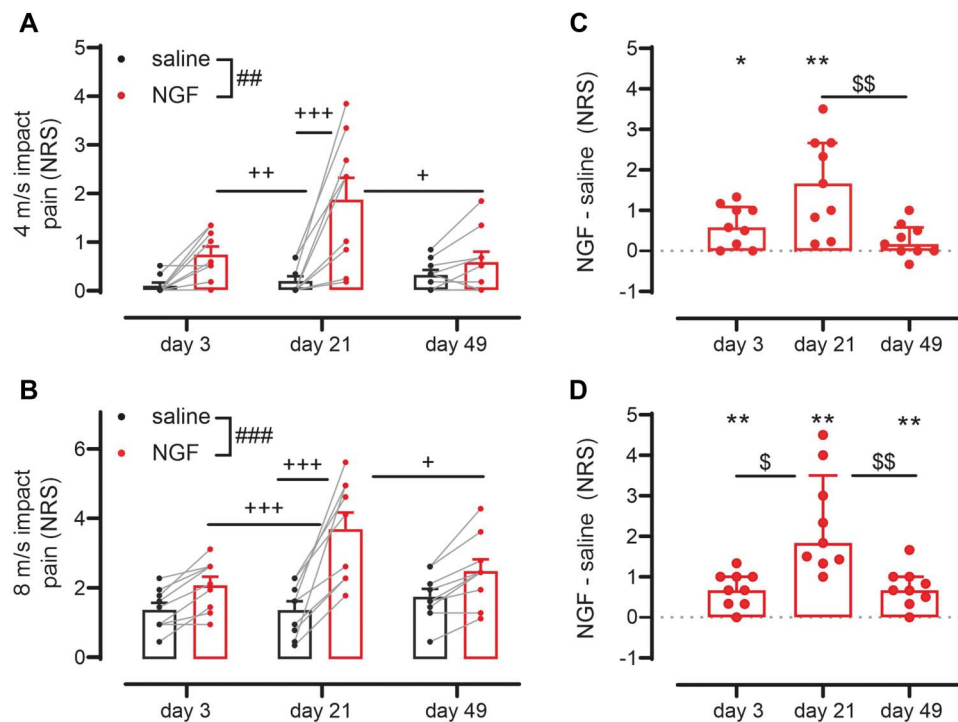 A
4 m/s impact
pain (NRS)
5
4
3
2
1
0
saline
NGF
##
++
+++
+
day 3
day 21
day 49
B
8 m/s impact
pain (NRS)
6
4
2
0
saline
NGF
###
+++
+++
+
day 3
day 21
day 49
C
NGF - saline (NRS)
5
4
3
2
1
0
-1
*
**
$$
day 3
day 21
day 49
D
NGF - saline (NRS)
5
4
3
2
1
0
-1
**
**
**
$
$$
day 3
day 21
day 49